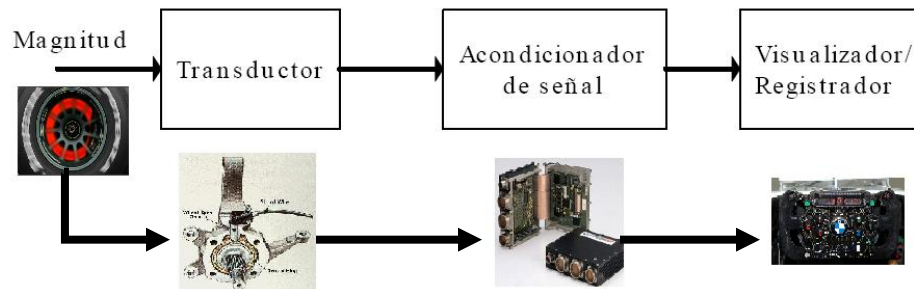 Magnitud
Transductor
Acondicionador
de señal
Visualizador/
Registrador